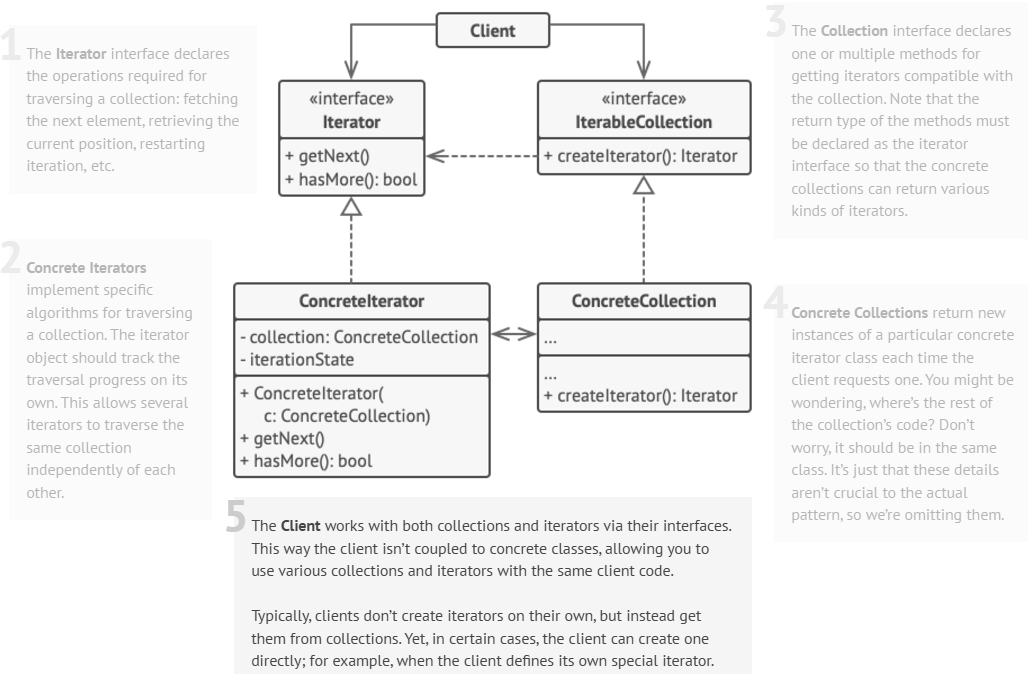 Client
1
The Iterator interface declares
the operations required for
traversing a collection: fetching
the next element, retrieving the
current position, restarting
iteration, etc.
«interface»
Iterator
+ getNext()
+ hasMore(): bool
«interface»
IterableCollection
+ createIterator(): Iterator
3
The Collection interface declares
one or multiple methods for
getting iterators compatible with
the collection. Note that the
return type of the methods must
be declared as the iterator
interface so that the concrete
collections can return various
kinds of iterators.
2
Concrete Iterators
implement specific
algorithms for traversing
a collection. The iterator
object should track the
traversal progress on its
own. This allows several
iterators to traverse the
same collection
independently of each
other.
ConcreteIterator
- collection: ConcreteCollection
- iterationState
+ ConcreteIterator(
c: ConcreteCollection)
+ getNext()
+ hasMore(): bool
ConcreteCollection
...
...
+ createIterator(): Iterator
4
Concrete Collections return new
instances of a particular concrete
iterator class each time the
client requests one. You might be
wondering, where's the rest of
the collection's code? Don't
worry, it should be in the same
class. It's just that these details
aren't crucial to the actual
pattern, so we're omitting them.
5
The Client works with both collections and iterators via their interfaces.
This way the client isn't coupled to concrete classes, allowing you to
use various collections and iterators with the same client code.
Typically, clients don't create iterators on their own, but instead get
them from collections. Yet, in certain cases, the client can create one
directly; for example, when the client defines its own special iterator.